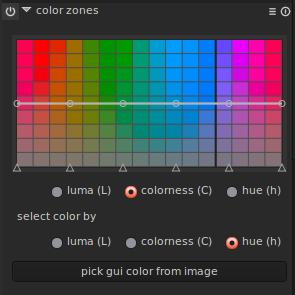 color zones
luma (L) colorness (C) hue (h)
select color by
luma (L) colorness (C) hue (h)
pick gui color from image